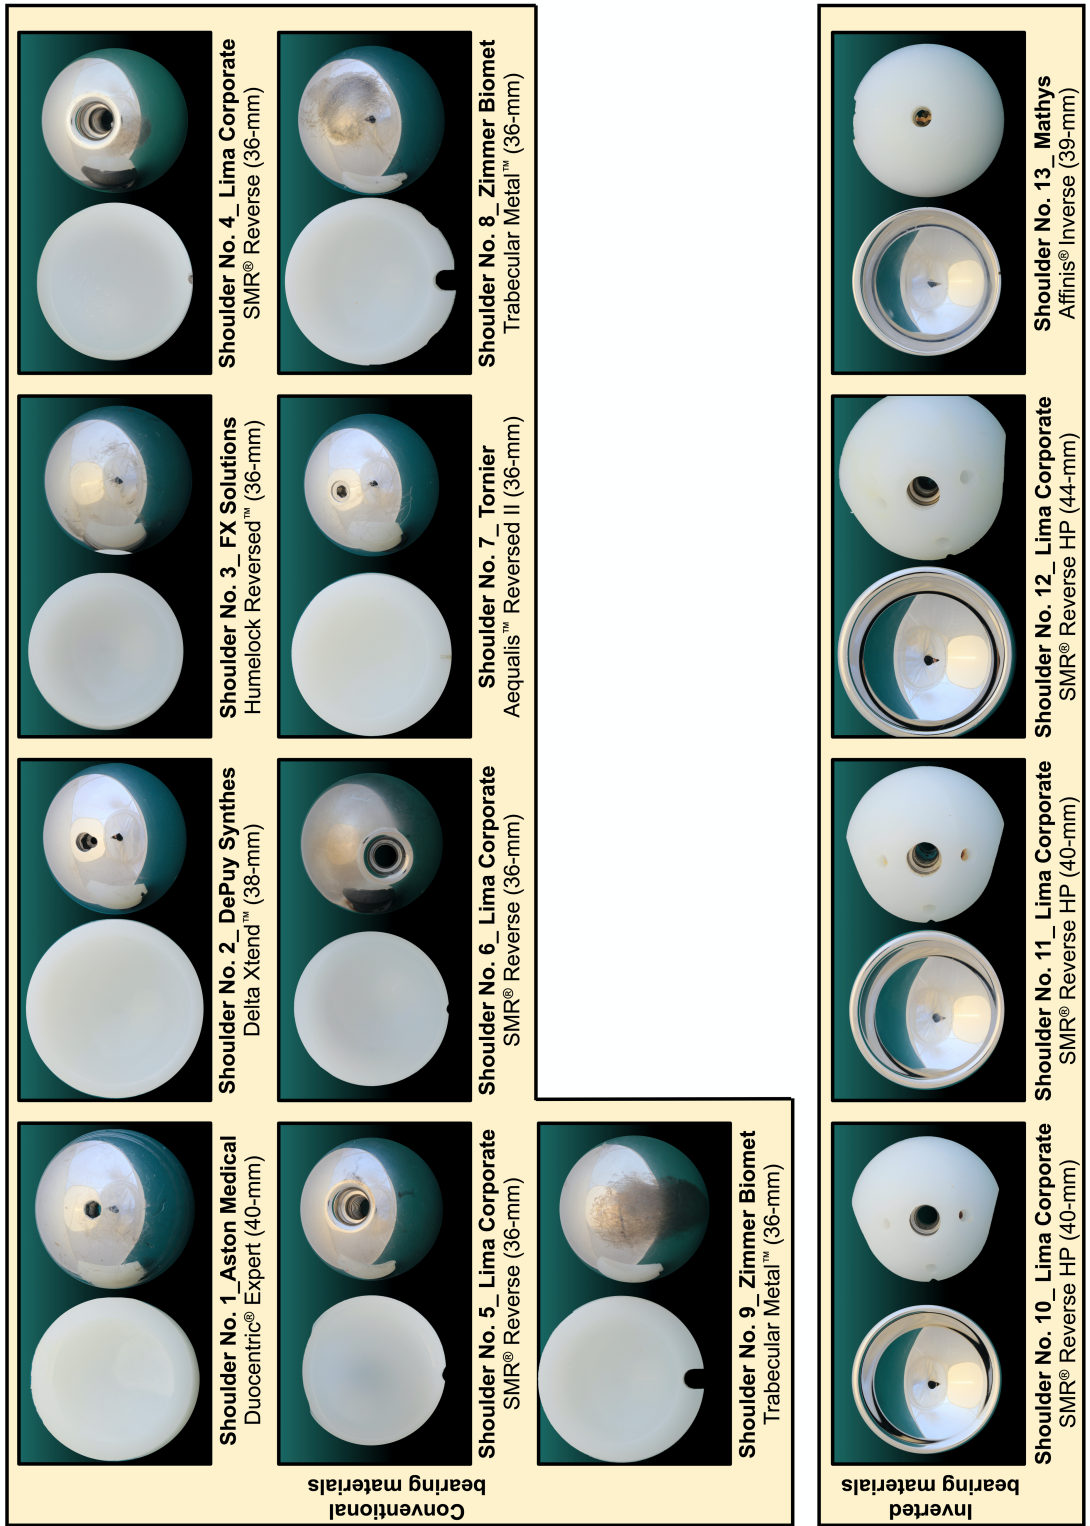 Conventional
bearing materials
Shoulder No. 1_Aston Medical
Duocentric® Expert (40-mm)
Shoulder No. 2_ DePuy Synthes
Delta Xtend™ (38-mm)
Shoulder No. 3_ FX Solutions
Humelock Reversed™ (36-mm)
Shoulder No. 4_ Lima Corporate
SMR® Reverse (36-mm)
Shoulder No. 5_ Lima Corporate
SMR® Reverse (36-mm)
Shoulder No. 6_ Lima Corporate
SMR® Reverse (36-mm)
Shoulder No. 7_ Tornier
Aequalis™ Reversed II (36-mm)
Shoulder No. 8_ Zimmer Biomet
Trabecular Metal™ (36-mm)
Shoulder No. 9_ Zimmer Biomet
Trabecular Metal™ (36-mm)
Inverted
bearing materials
Shoulder No. 10_ Lima Corporate
SMR® Reverse HP (40-mm)
Shoulder No. 11_ Lima Corporate
SMR® Reverse HP (40-mm)
Shoulder No. 12_ Lima Corporate
SMR® Reverse HP (44-mm)
Shoulder No. 13_ Mathys
Affinis® Inverse (39-mm)